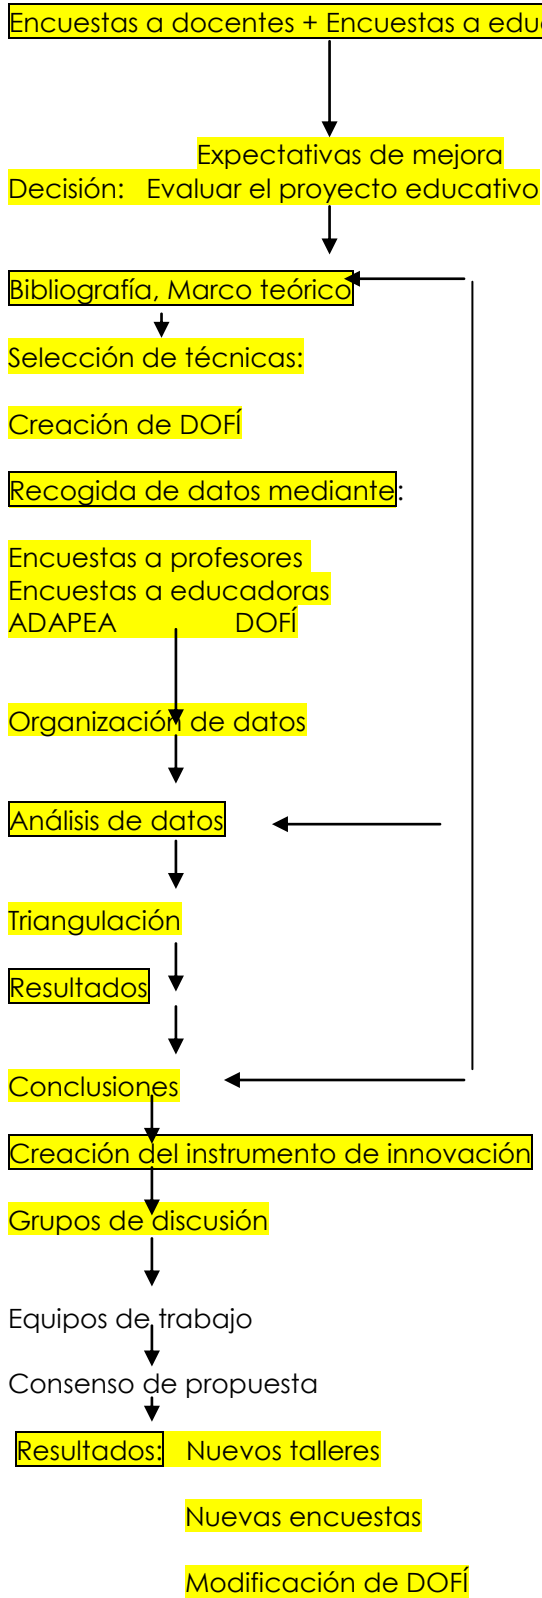 Encuestas a docentes + Encuestas a
Expectativas de mejora
Decisión: Evaluar el proyecto educativo
Bibliografía, Marco teórico
Selección de técnicas:
Creación de DOFÍ
Recogida de datos mediante:
Encuestas a profesores
Encuestas a educadoras
ADAPEA DOFÍ
Organización de datos
Análisis de datos
Triangulación
Resultados
Conclusiones
Creación del instrumento de innovación
Grupos de discusión
Equipos de trabajo
Consenso de propuesta
Resultados: Nuevos talleres
Nuevas encuestas
Modificación de DOFÍ